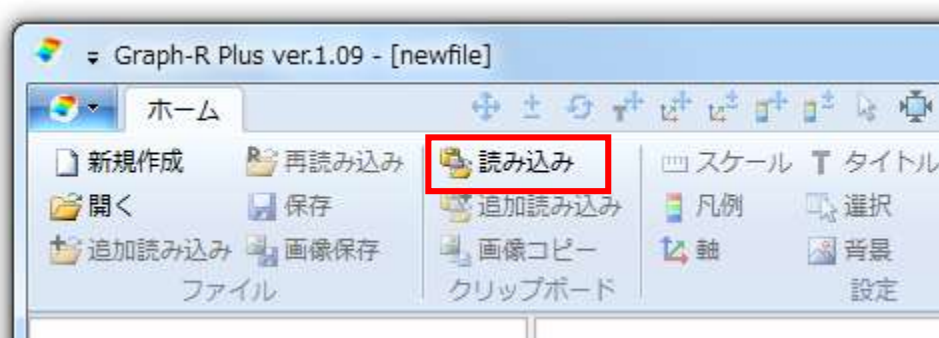 Graph-R Plus ver.1.09 - [newfile]
ホーム
新規作成 再読み込み 読み込み スケール タイトル
開く 保存 追加読み込み 凡例 選択
追加読み込み 画像保存 画像コピー 軸 背景
ファイル クリップボード 設定